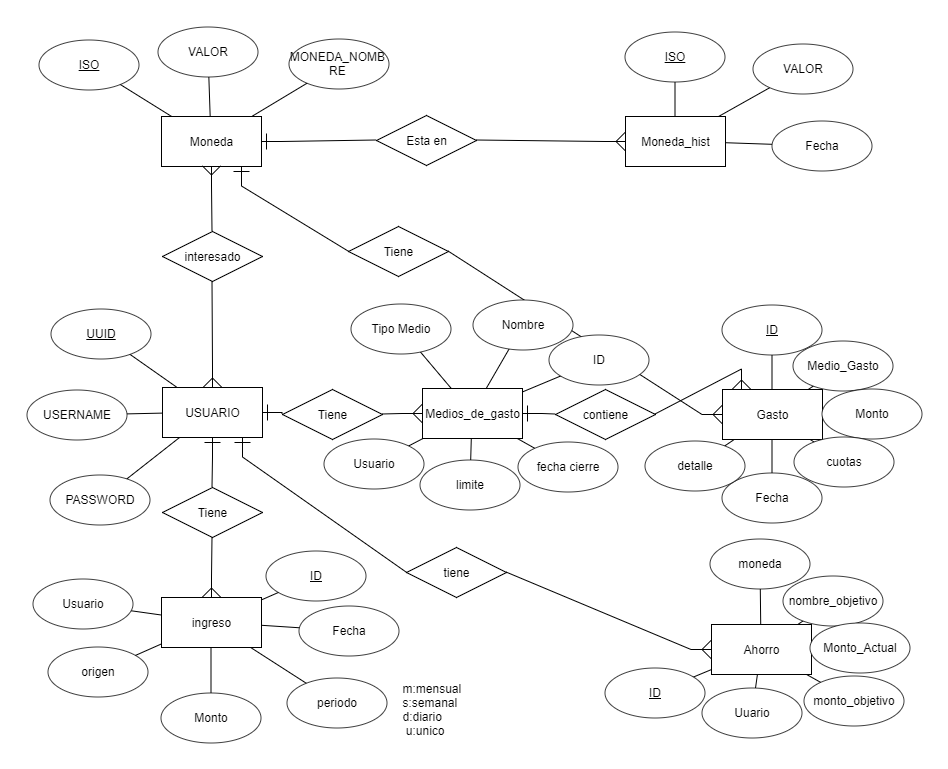 ISO
VALOR
MONEDA_NOMB
RE
ISO
VALOR
Moneda
Esta en
Moneda_hist
Fecha
interesado
Tiene
UUID
Tipo Medio
Nombre
ID
ID
Medio_Gasto
USERNAME
USUARIO
Tiene
Medios_de_gasto
contiene
Gasto
Monto
Usuario
limite
fecha cierre
detalle
cuotas
PASSWORD
Fecha
Tiene
tiene
moneda
ID
nombre_objetivo
Usuario
ingreso
Fecha
Ahorro
Monto_Actual
origen
Monto
periodo
ID
Uuario
monto_objetivo
m:mensual
s:semanal
d:diario
u:unico